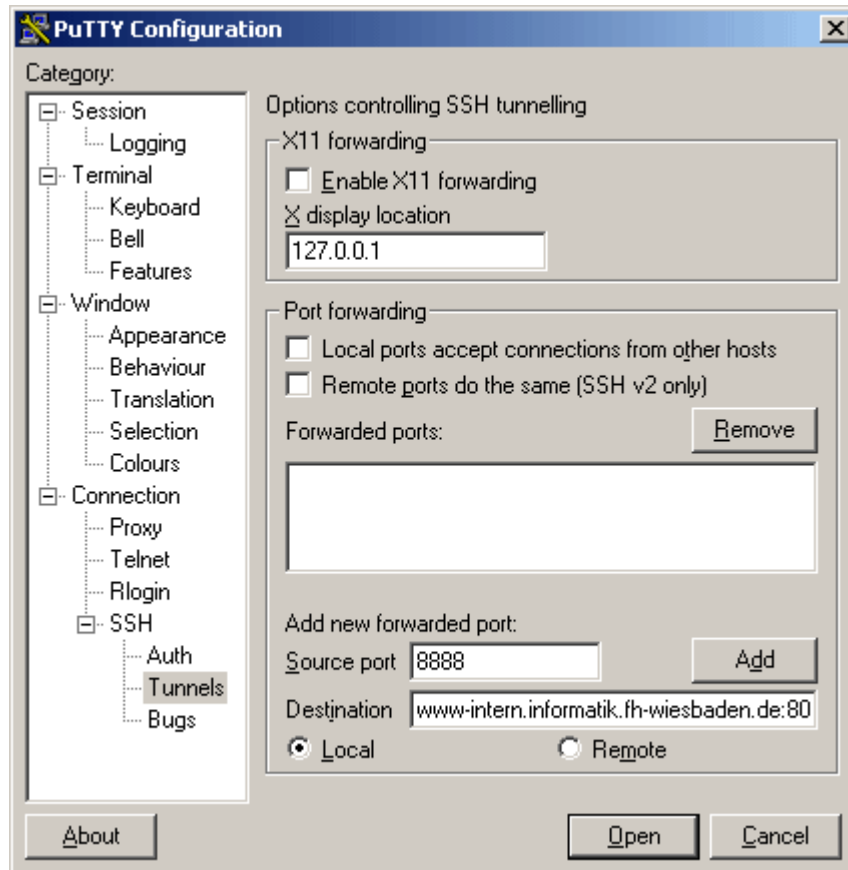 PuTTY Configuration
Category:
Session
Logging
Terminal
Keyboard
Bell
Features
Window
Appearance
Behaviour
Translation
Selection
Colours
Connection
Proxy
Telnet
Rlogin
SSH
Auth
Tunnels
Bugs
Options controlling SSH tunnelling
X11 forwarding
Enable X11 forwarding
X display location
127.0.0.1
Port forwarding
Local ports accept connections from other hosts
Remote ports do the same (SSH v2 only)
Forwarded ports:
Remove
Add new forwarded port:
Source port 8888 Add
Destination www-intern.informatik.fh-wiesbaden.de:80
Local Remote
About Open Cancel